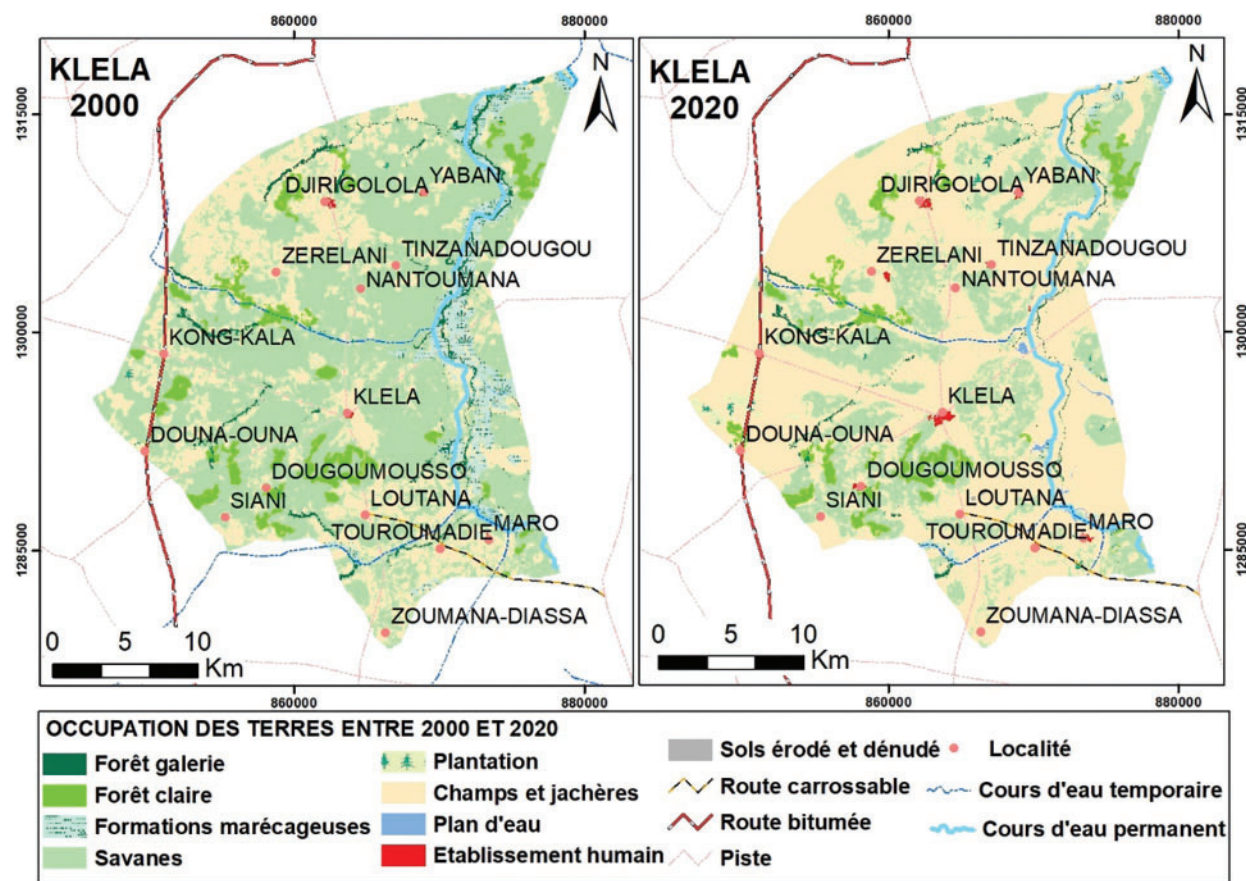 860000
880000
860000
880000
KLELA
2000
N
1315000
1300000
1285000
DJIRIGOLOLA
YABAN
ZERELANI
TINZANADOUGOU
NANTOUMANA
KONG-KALA
KLELA
DOUNA-OUNA
DOUGOUMOUSSO
SIANI
LOUTANA
TOUROUMADIE
MARO
ZOUMANA-DIASSA
0 5 10
Km
860000
880000
KLELA
2020
N
DJIRIGOLOLA
YABAN
ZERELANI
TINZANADOUGOU
NANTOUMANA
KONG-KALA
KLELA
DOUNA-OUNA
DOUGOUMOUSSO
SIANI
LOUTANA
TOUROUMADIE
MARO
ZOUMANA-DIASSA
0 5 10
Km
1315000
1300000
1285000
860000
880000
OCCUPATION DES TERRES ENTRE 2000 ET 2020
Forêt galerie
Forêt claire
Formations marécageuses
Savanes
Plantation
Champs et jachères
Plan d'eau
Etablissement humain
Sols érodé et dénudé
Route carrossable
Route bitumée
Piste
Localité
Cours d'eau temporaire
Cours d'eau permanent